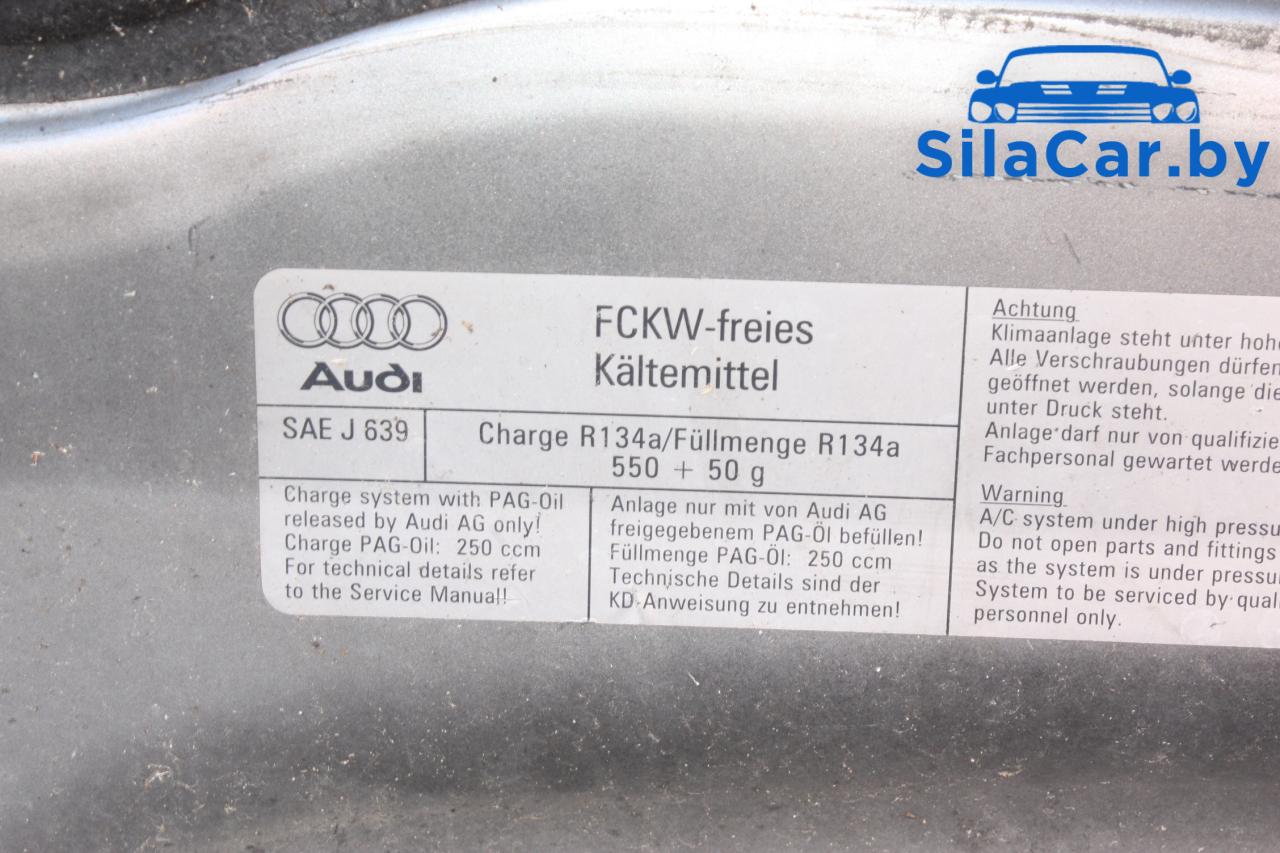 SilaCar.by
Audi
FCKW-freies
Kältemittel
SAE J 639
Charge R134a/Füllmenge R134a
550 + 50 g
Charge system with PAG-Oil
released by Audi AG only!
Charge PAG-Oil: 250 ccm
For technical details refer
to the Service Manual!
Anlage nur mit von Audi AG
freigegebenem PAG-Öl befüllen!
Füllmenge PAG-Öl: 250 ccm
Technische Details sind der
KD-Anweisung zu entnehmen!
Achtung
Klimaanlage steht unter
Alle Verschraubungen dürfen
geöffnet werden, solange die
unter Druck steht.
Anlage darf nur von
Fachpersonal gewartet
Warning
A/C system under high
Do not open parts and fittings
as the system is under
System to be serviced by
personnel only.